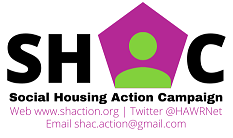 SHAC
Social Housing Action Campaign
Web www.shaction.org | Twitter @HAWRNet
Email shac.action@gmail.com